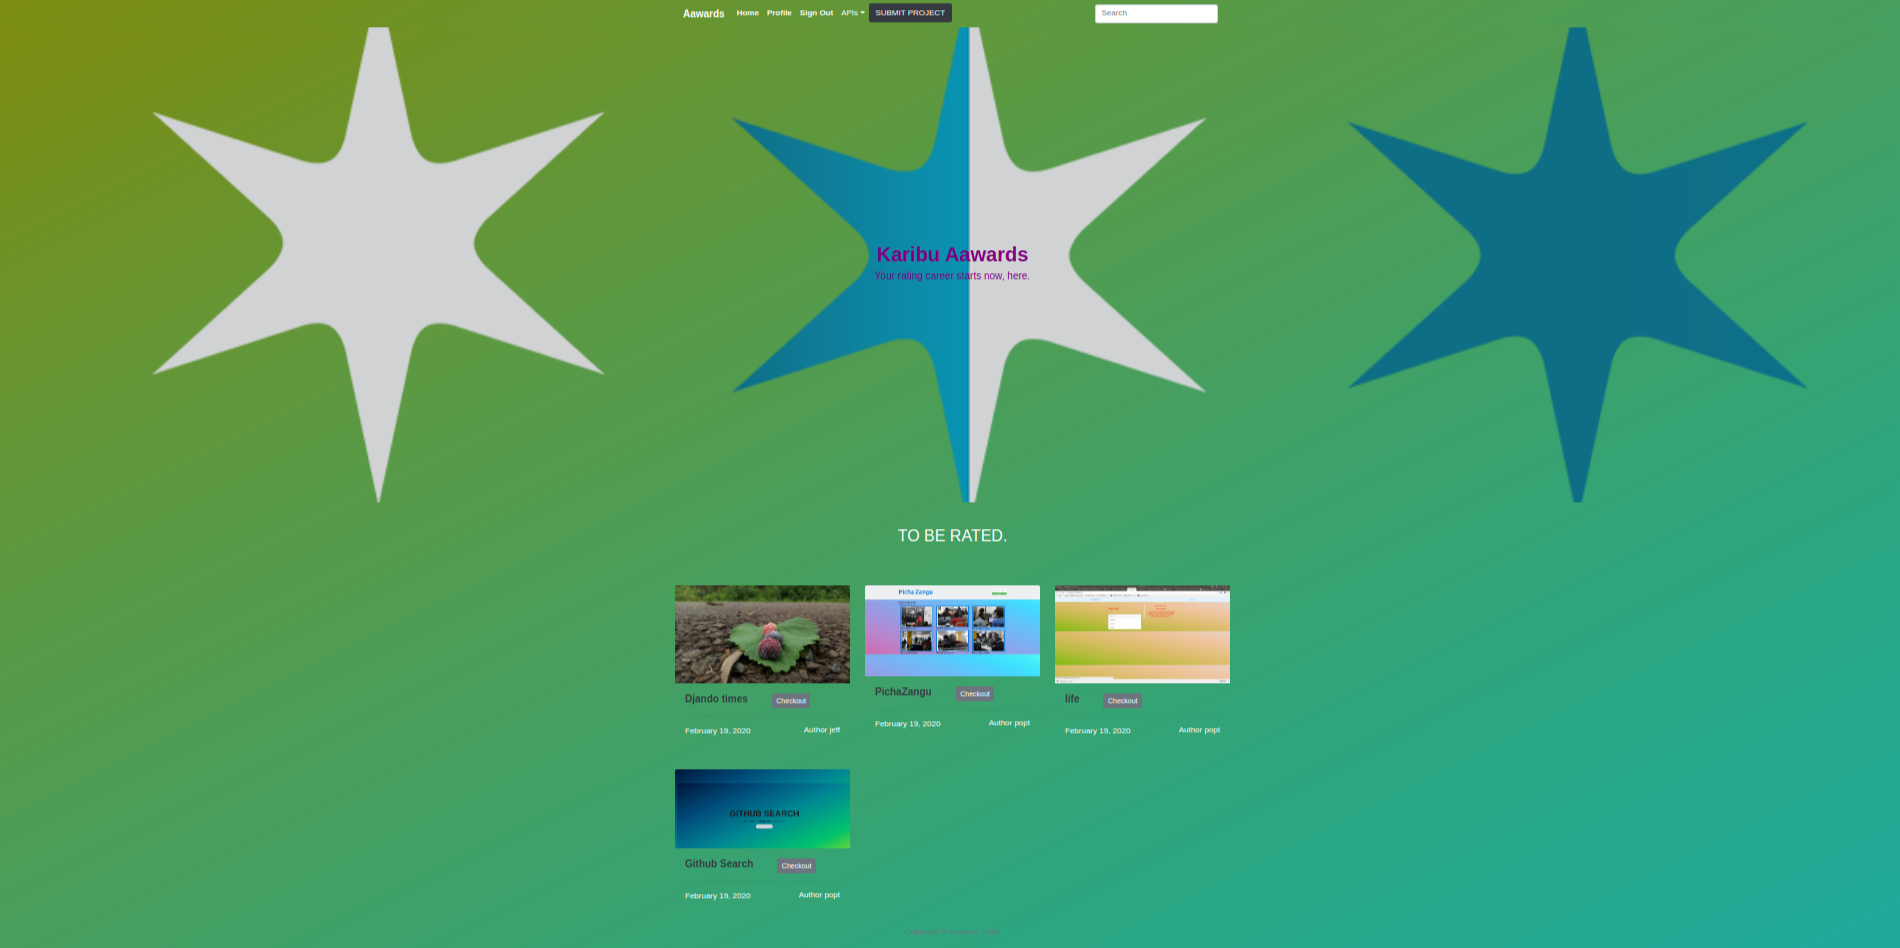 Aawards Home Profile Sign Out APIs SUBMIT PROJECT Search
Karibu Aawards
Your rating career starts now, here.
TO BE RATED.
Picha Zangu
GITHUB SEARCH
Djando times Checkout
February 19, 2020 Author jeff
PichaZangu Checkout
February 19, 2020 Author popt
life Checkout
February 19, 2020 Author popt
Github Search Checkout
February 19, 2020 Author popt